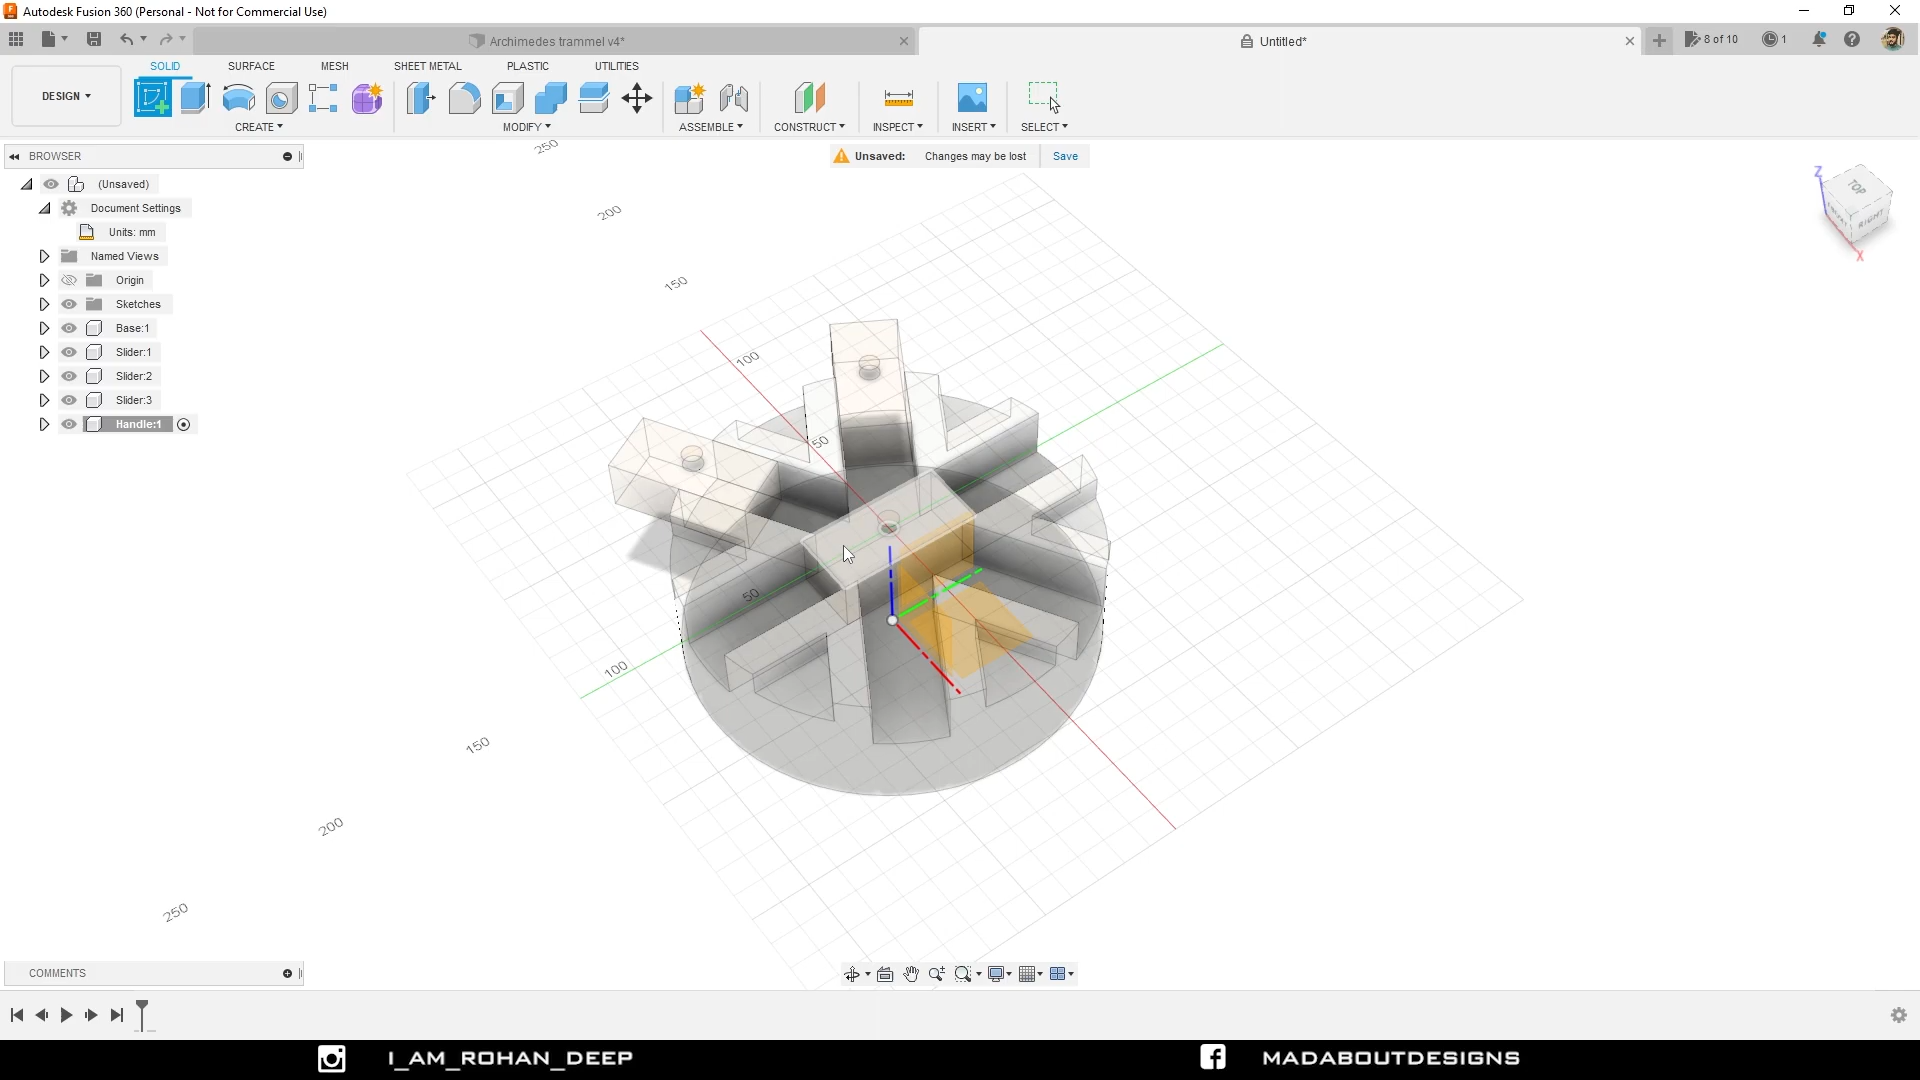 Autodesk Fusion 360 (Personal - Not for Commercial Use)
Archimedes trammel v4*
Untitled*
8 of 10
1
DESIGN
SOLID
SURFACE
MESH
SHEET METAL
PLASTIC
UTILITIES
CREATE
MODIFY
ASSEMBLE
CONSTRUCT
INSPECT
INSERT
SELECT
BROWSER
Unsaved:
Changes may be lost
Save
(Unsaved)
Document Settings
Units: mm
Named Views
Origin
Sketches
Base:1
Slider:1
Slider:2
Slider:3
Handle:1
250
200
150
100
50
50
100
150
200
250
Z
TOP
FRONT
RIGHT
X
COMMENTS
I_AM_ROHAN_DEEP
MADABOUTDESIGNS